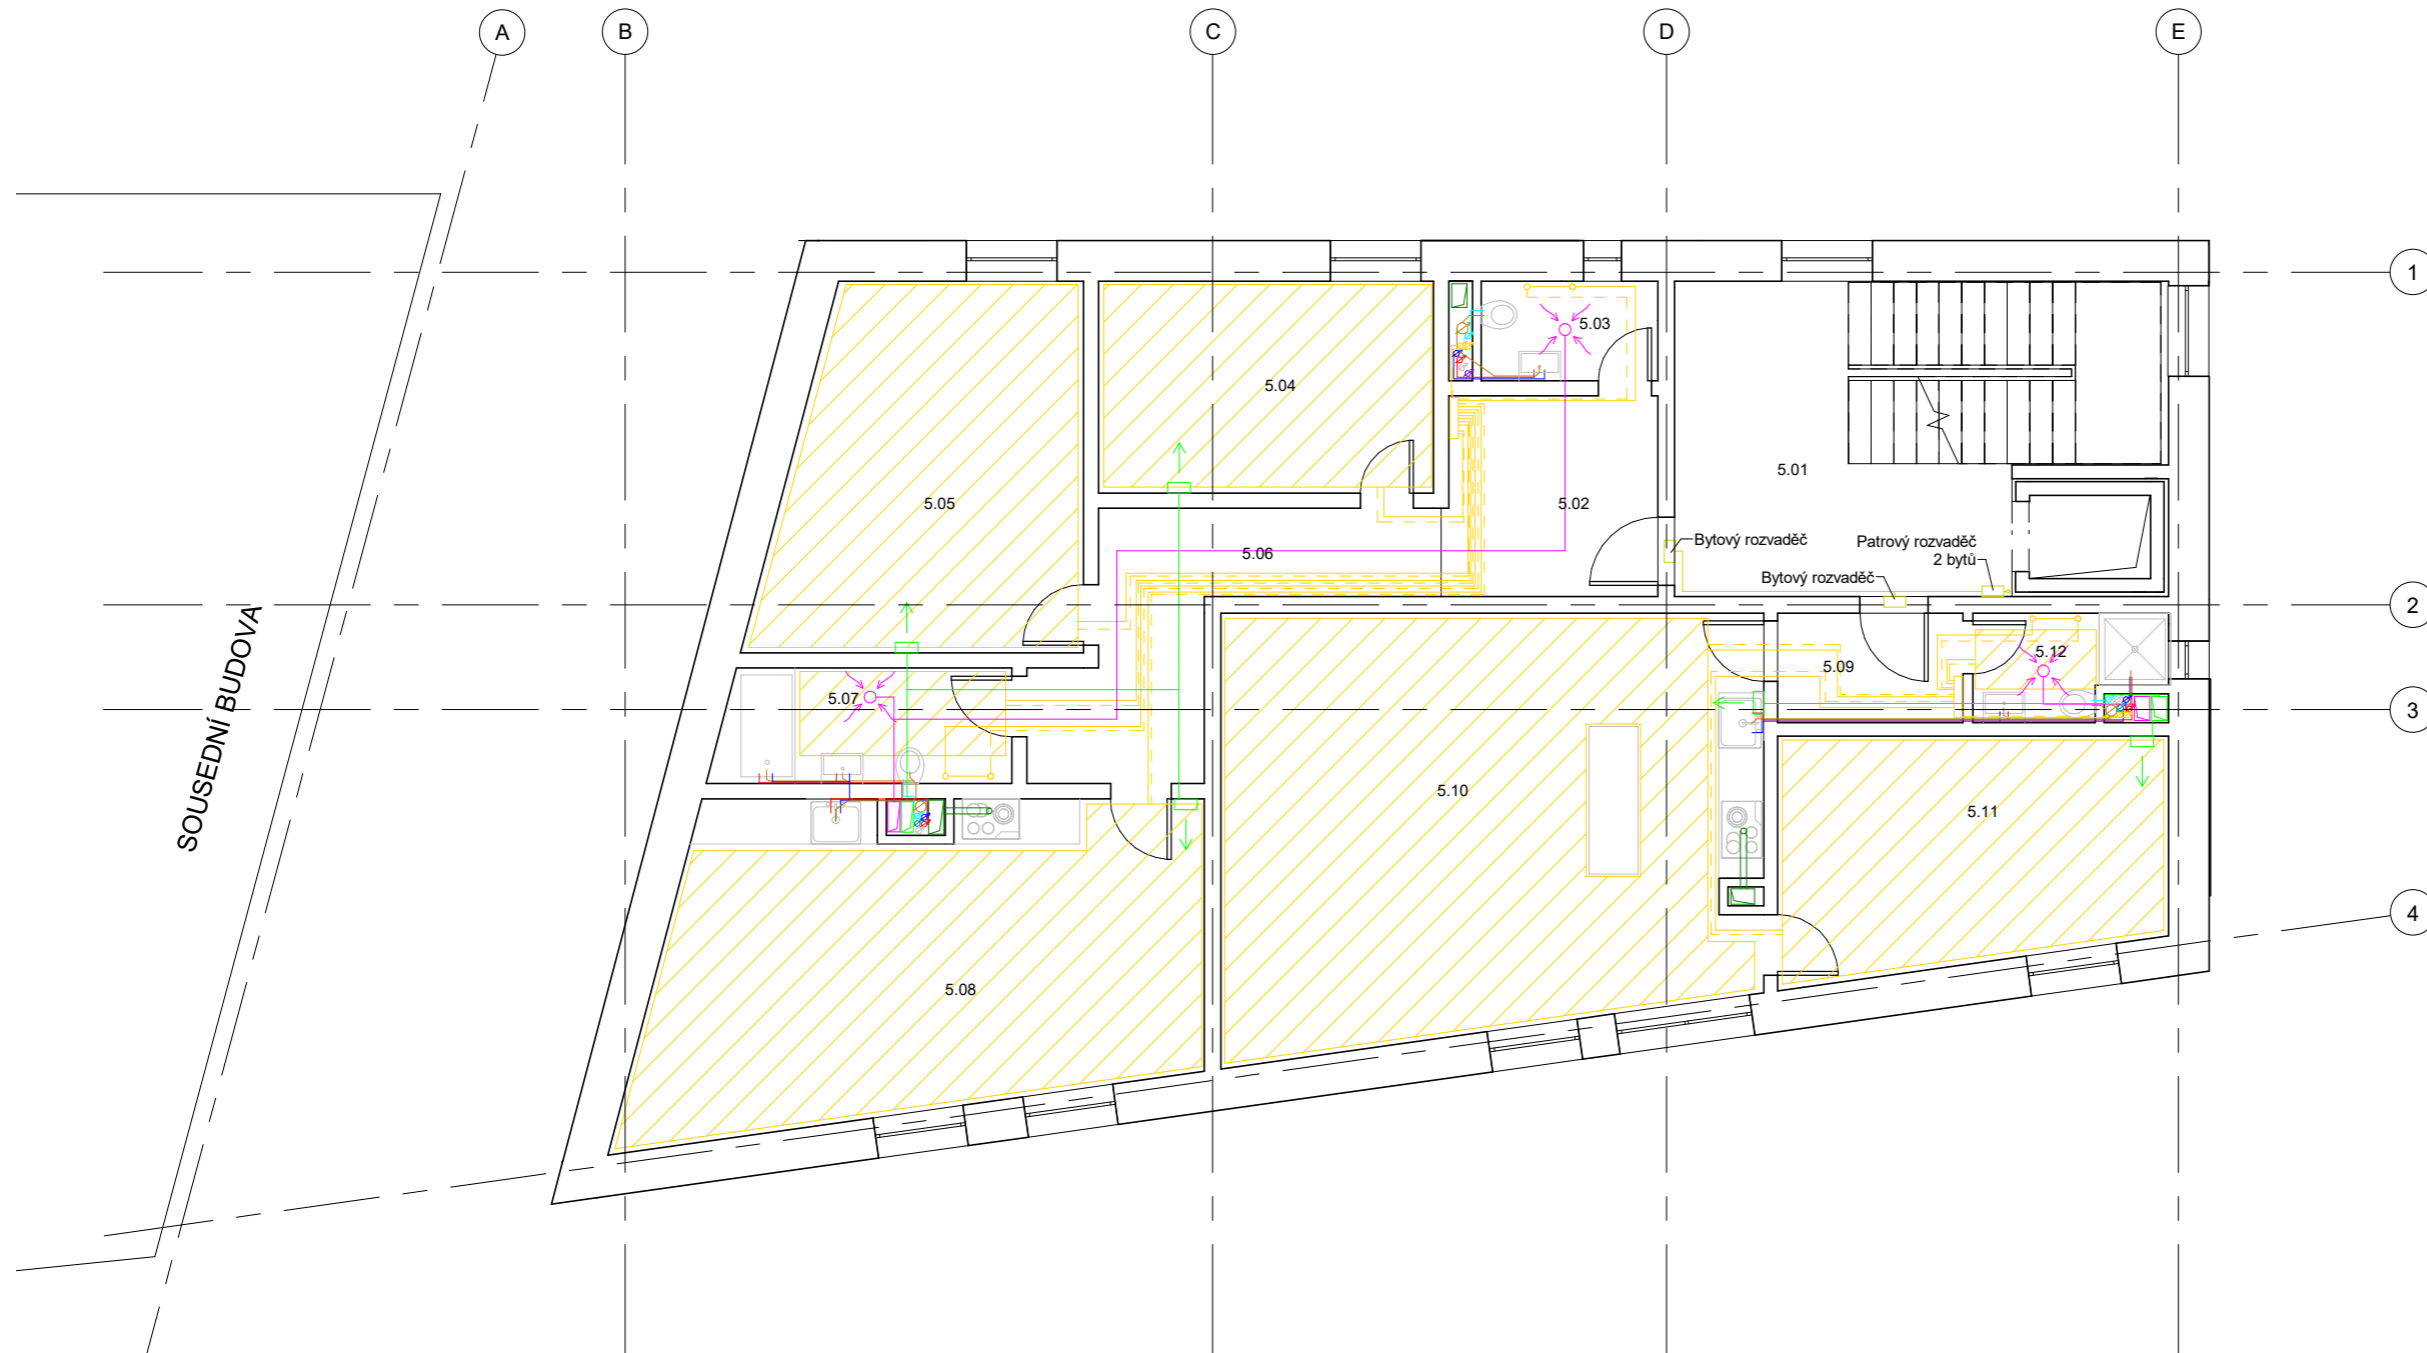 A
B
C
D
E
1
5.03
5.04
5.01
5.05
5.02
5.06
Bytový rozvaděč
Patrový rozvaděč
2 bytů
Bytový rozvaděč
2
SOUSEDNÍ BUDOVA
5.07
5.09
5.12
3
5.10
5.11
4
5.08